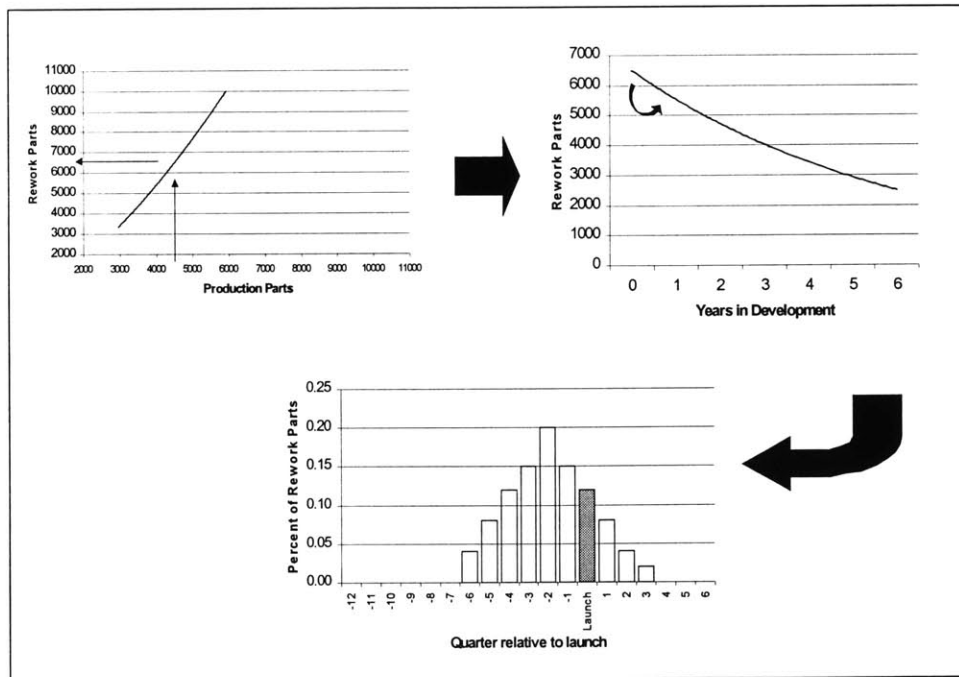 11000
10000
9000
8000
7000
6000
5000
4000
3000
2000
Rework Parts
2000 3000 4000 5000 6000 7000 8000 9000 10000 11000
Production Parts
7000
6000
5000
4000
3000
2000
1000
0
Rework Parts
0 1 2 3 4 5 6
Years in Development
0.25
0.20
0.15
0.10
0.05
0.00
Percent of Rework Parts
-12 -11 -10 -9 -8 -7 -6 -5 -4 -3 -2 -1 Launch 1 2 3 4 5 6
Quarter relative to launch